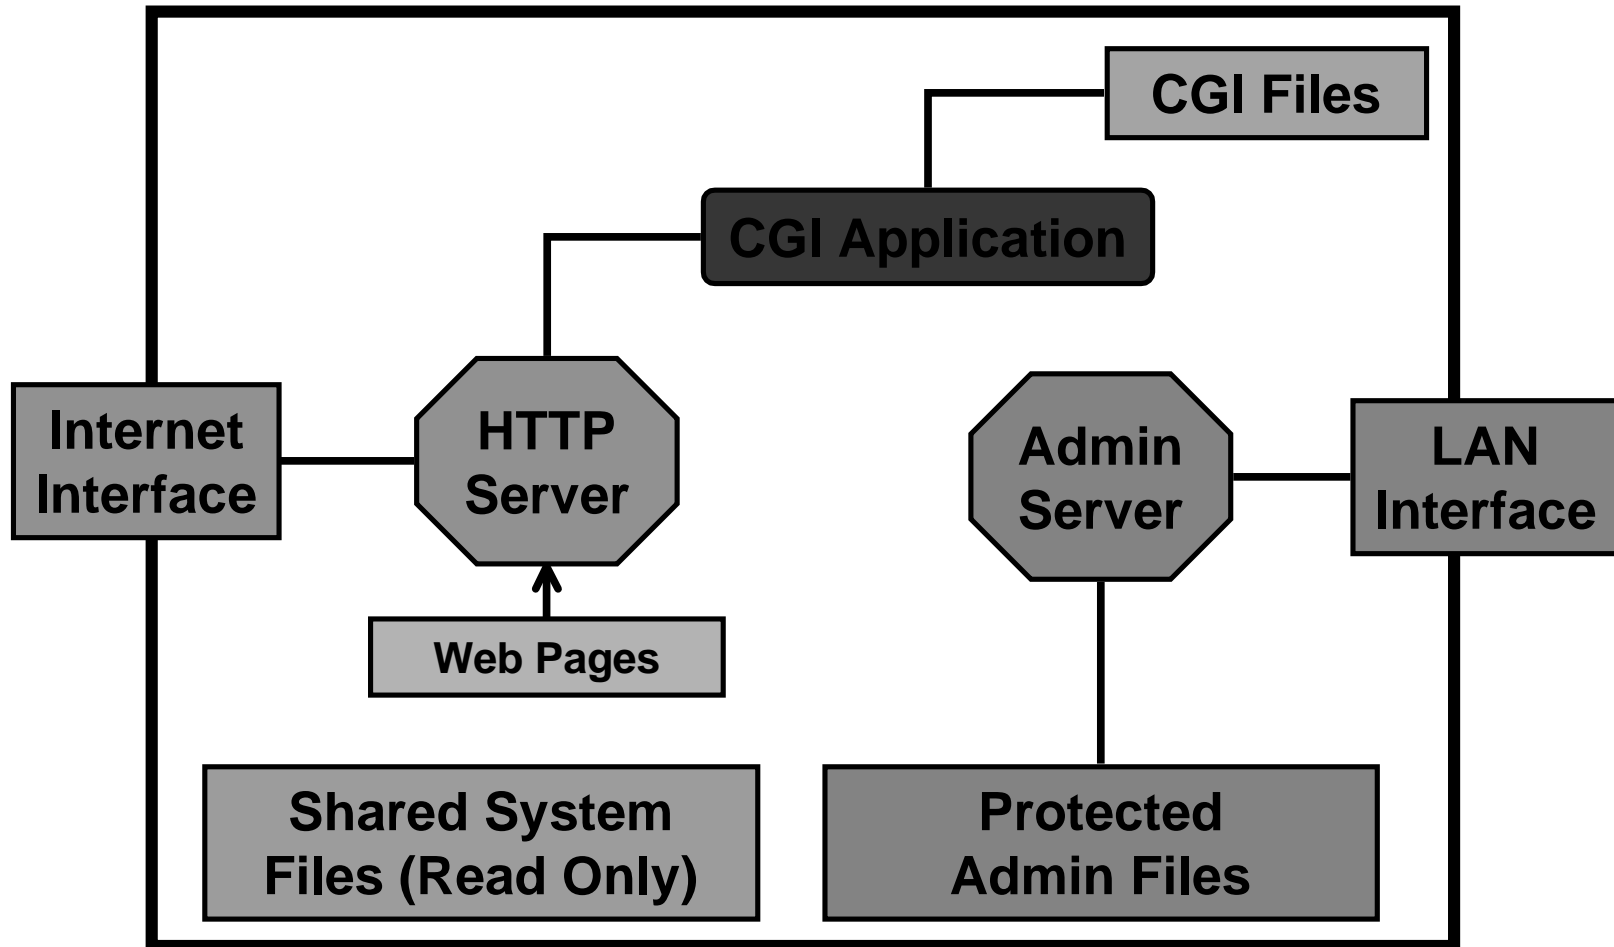 CGI Files
CGI Application
Internet
Interface
HTTP
Server
Admin
Server
LAN
Interface
Web Pages
Shared System
Files (Read Only)
Protected
Admin Files